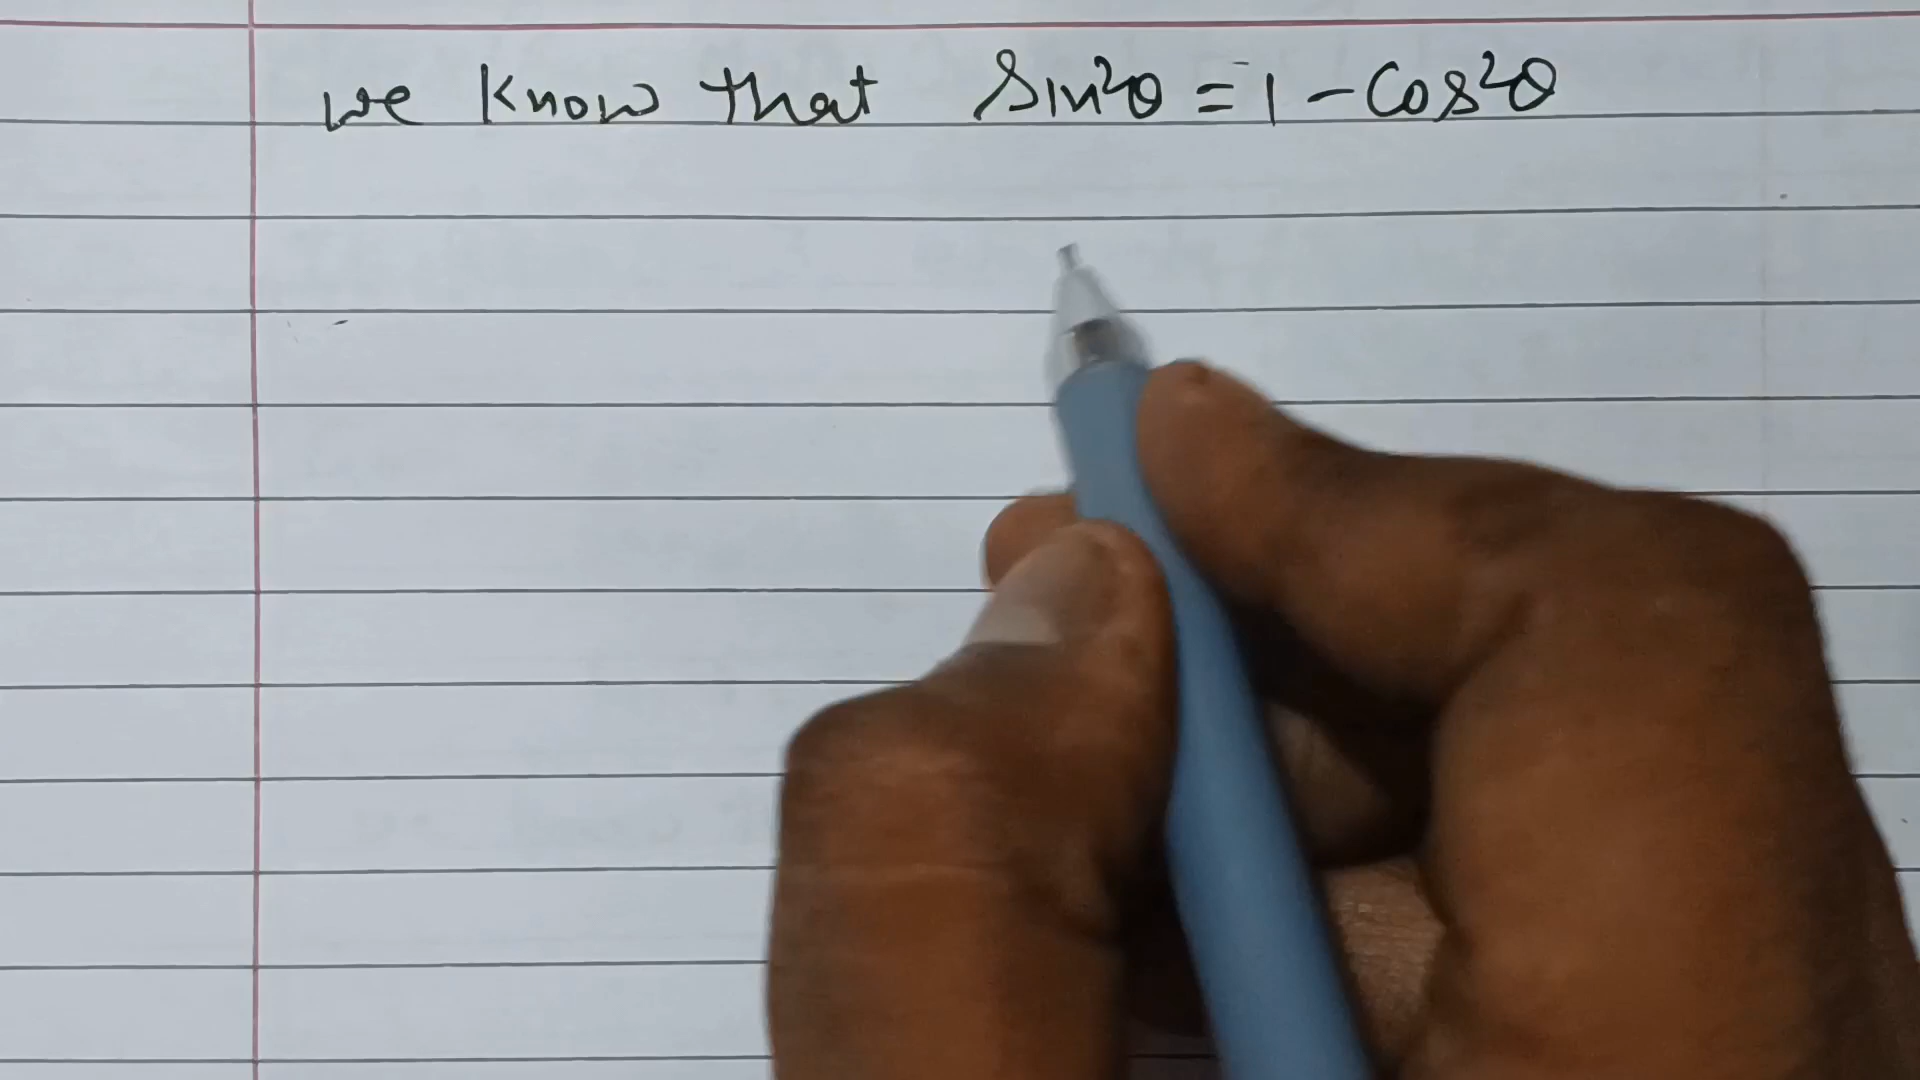 we know that Sin²θ = 1 - Cos²θ